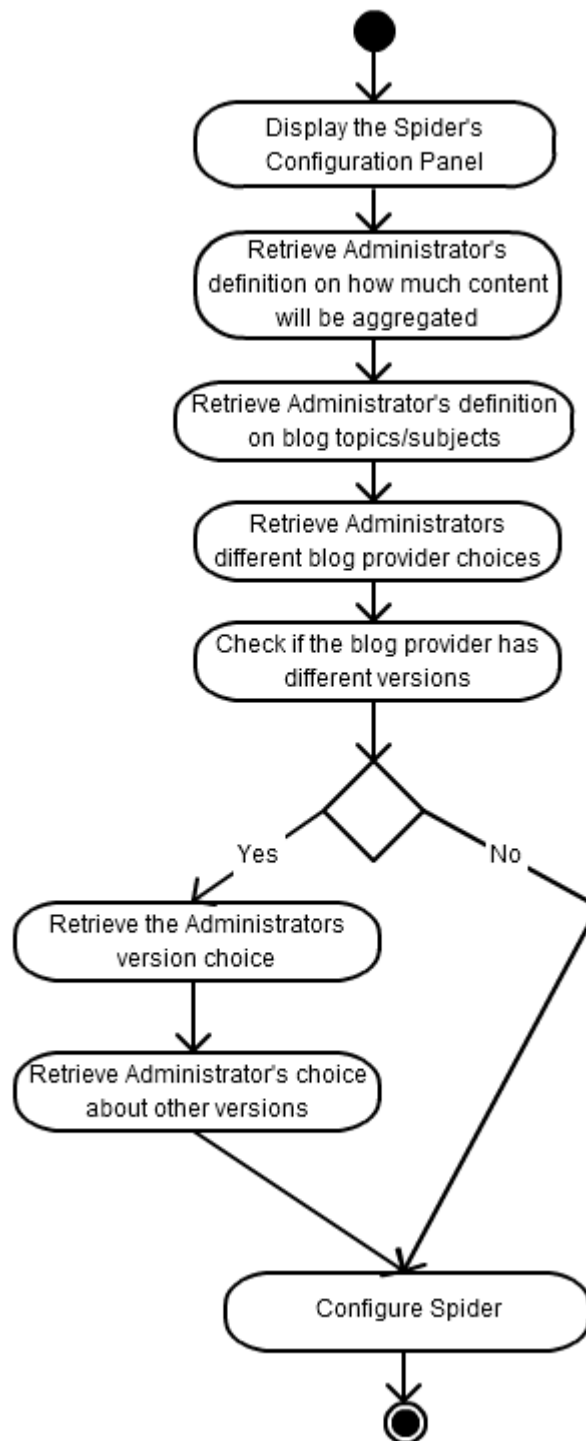 Display the Spider's
Configuration Panel
Retrieve Administrator's
definition on how much content
will be aggregated
Retrieve Administrator's definition
on blog topics/subjects
Retrieve Administrators
different blog provider choices
Check if the blog provider has
different versions
Yes
No
Retrieve the Administrators
version choice
Retrieve Administrator's choice
about other versions
Configure Spider